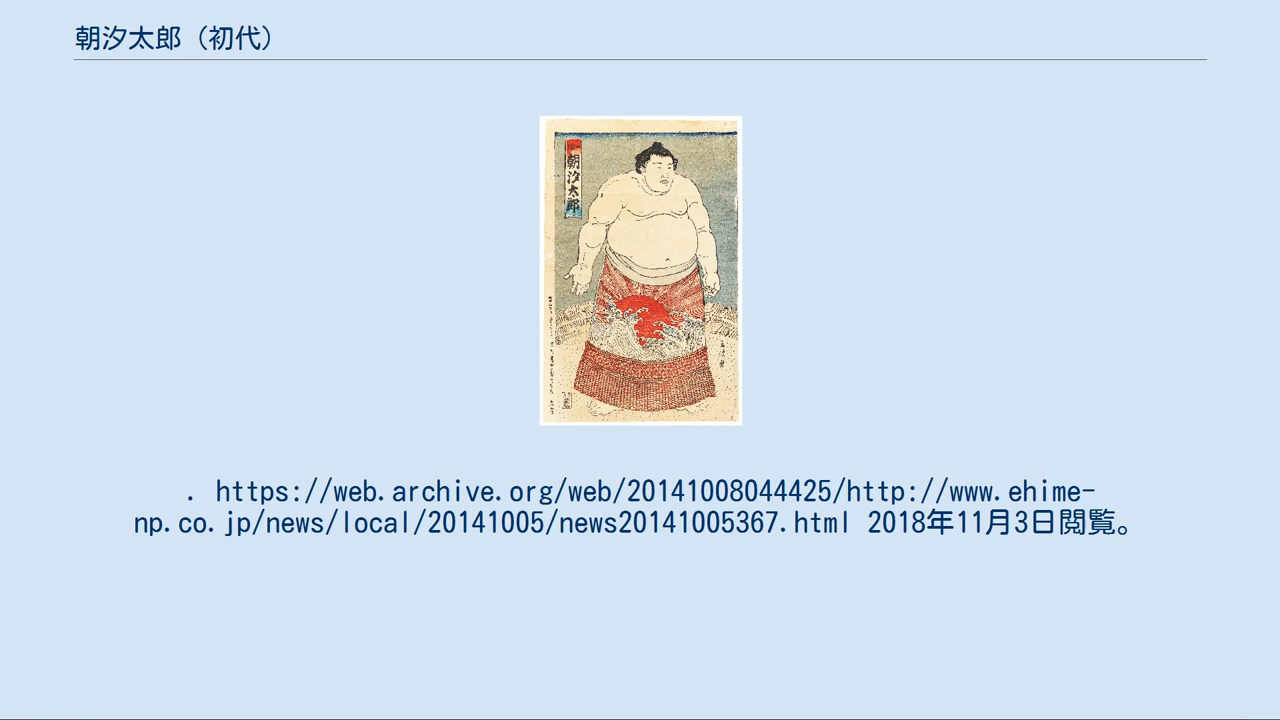 朝汐太郎（初代）
朝汐太郎
. https://web.archive.org/web/20141008044425/http://www.ehime-
np.co.jp/news/local/20141005/news20141005367.html 2018年11月3日閲覧。